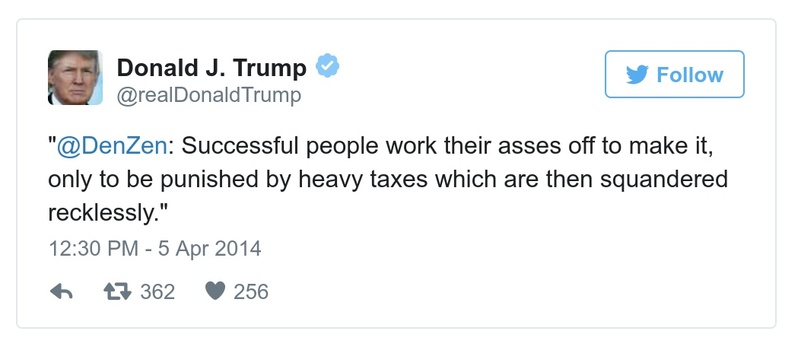 Donald J. Trump
@realDonaldTrump
Follow
"@DenZen: Successful people work their asses off to make it,
only to be punished by heavy taxes which are then squandered
recklessly."
12:30 PM - 5 Apr 2014
362 256